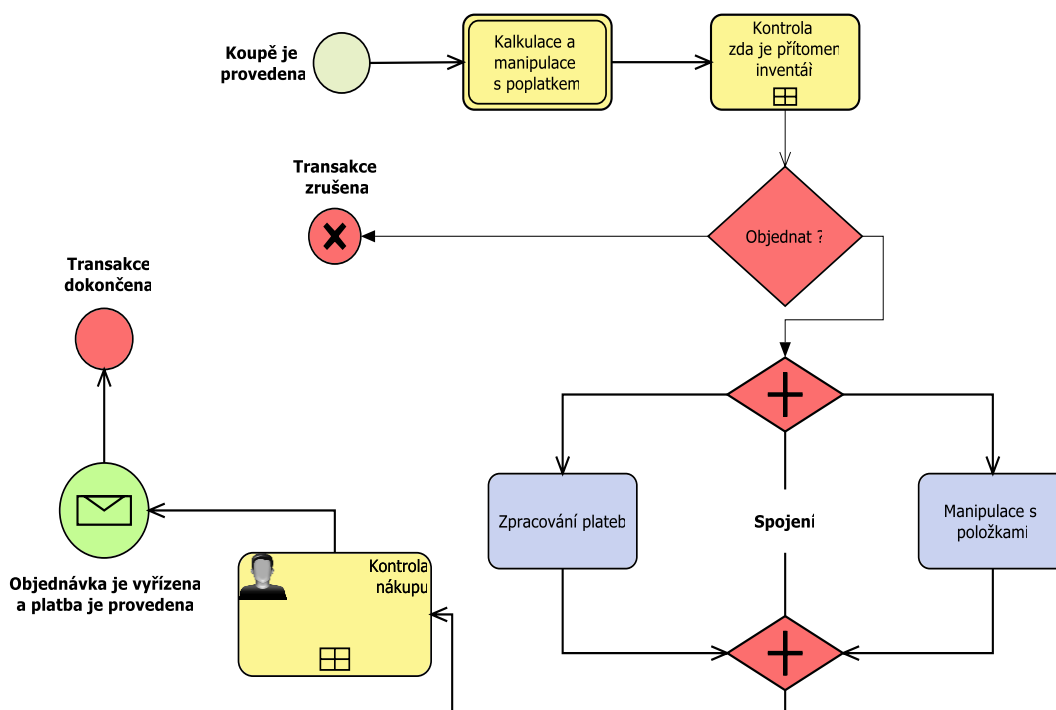 Koupě je
provedena
Kalkulace a
manipulace
s poplatkem
Kontrola
zda je přítomen
inventář
Transakce
zrušena
Objednat ?
Transakce
dokončena
Zpracování plateb
Spojení
Manipulace s
položkami
Objednávka je vyřízena
a platba je provedena
Kontrola
nákupu